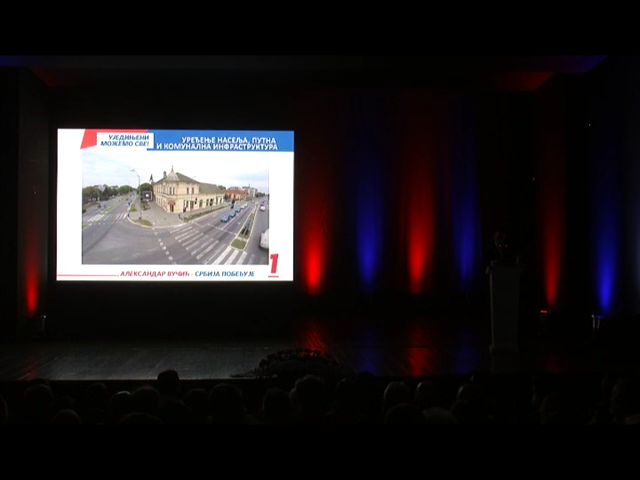 УЈЕДИЊЕНИ
МОЖЕМО СВЕ!
УРЕЂЕЊЕ НАСЕЉА, ПУТНА
И КОМУНАЛНА ИНФРАСТРУКТУРА
1
АЛЕКСАНДАР ВУЧИЋ - СРБИЈА ПОБЕЂУЈЕ